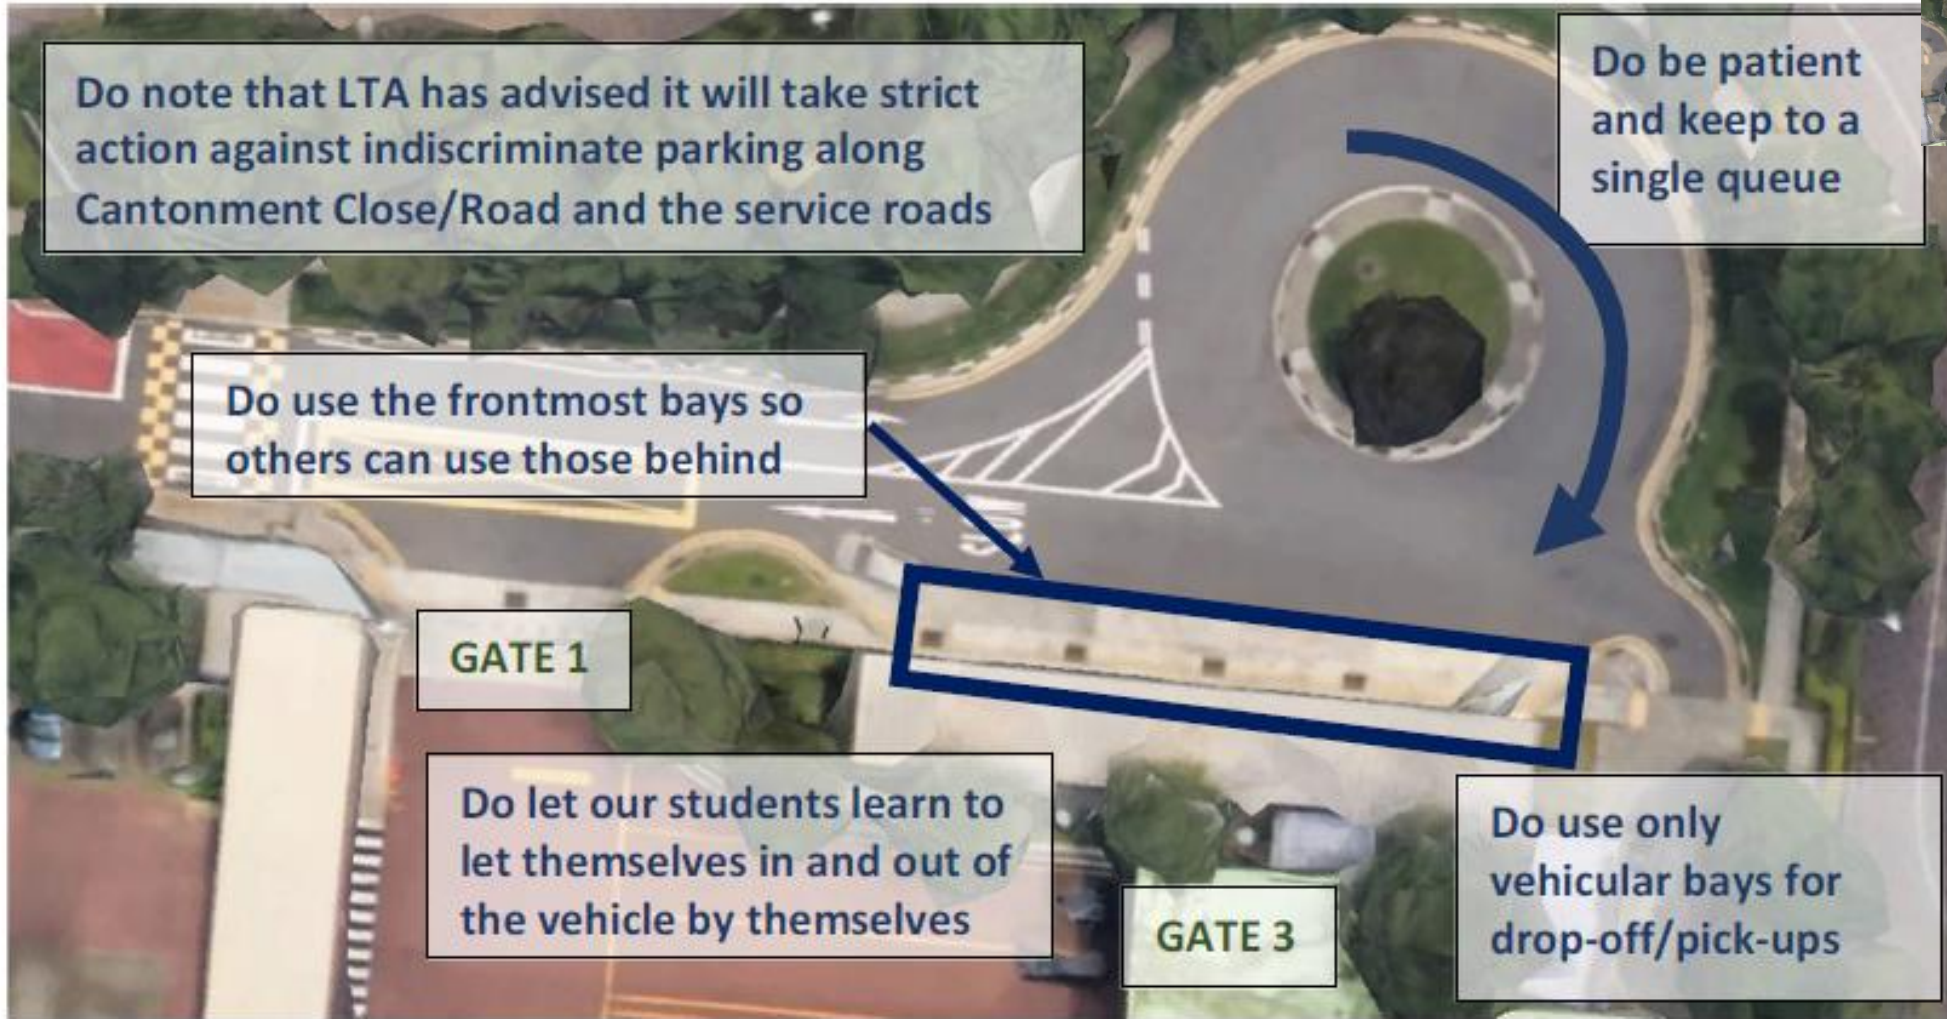 Do note that LTA has advised it will take strict
action against indiscriminate parking along
Cantonment Close/Road and the service roads
Do be patient
and keep to a
single queue
Do use the frontmost bays so
others can use those behind
SLOW
GATE 1
Do let our students learn to
let themselves in and out of
the vehicle by themselves
GATE 3
Do use only
vehicular bays for
drop-off/pick-ups